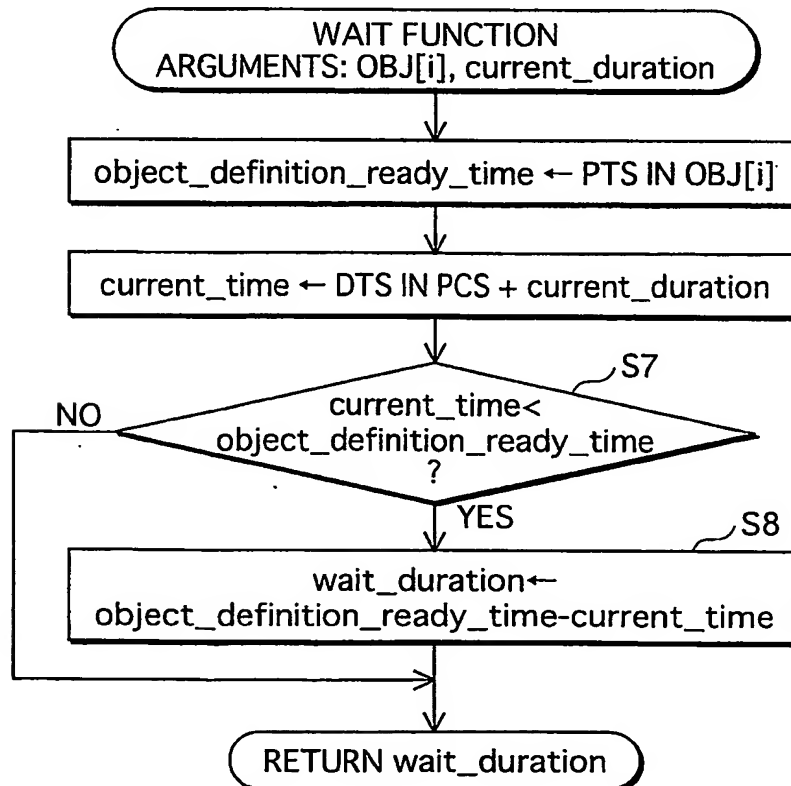 WAIT FUNCTION
ARGUMENTS: OBJ[i], current_duration
object_definition_ready_time ← PTS IN OBJ[i]
current_time ← DTS IN PCS + current_duration
S7
NO
current_time<
object_definition_ready_time
?
YES
S8
wait_duration←
object_definition_ready_time-current_time
RETURN wait_duration